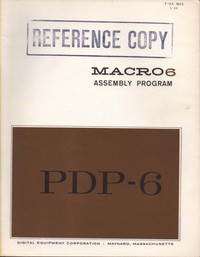 REFERENCE COPY
MACRO6
ASSEMBLY PROGRAM
PDP-6
DIGITAL EQUIPMENT CORPORATION • MAYNARD, MASSACHUSETTS